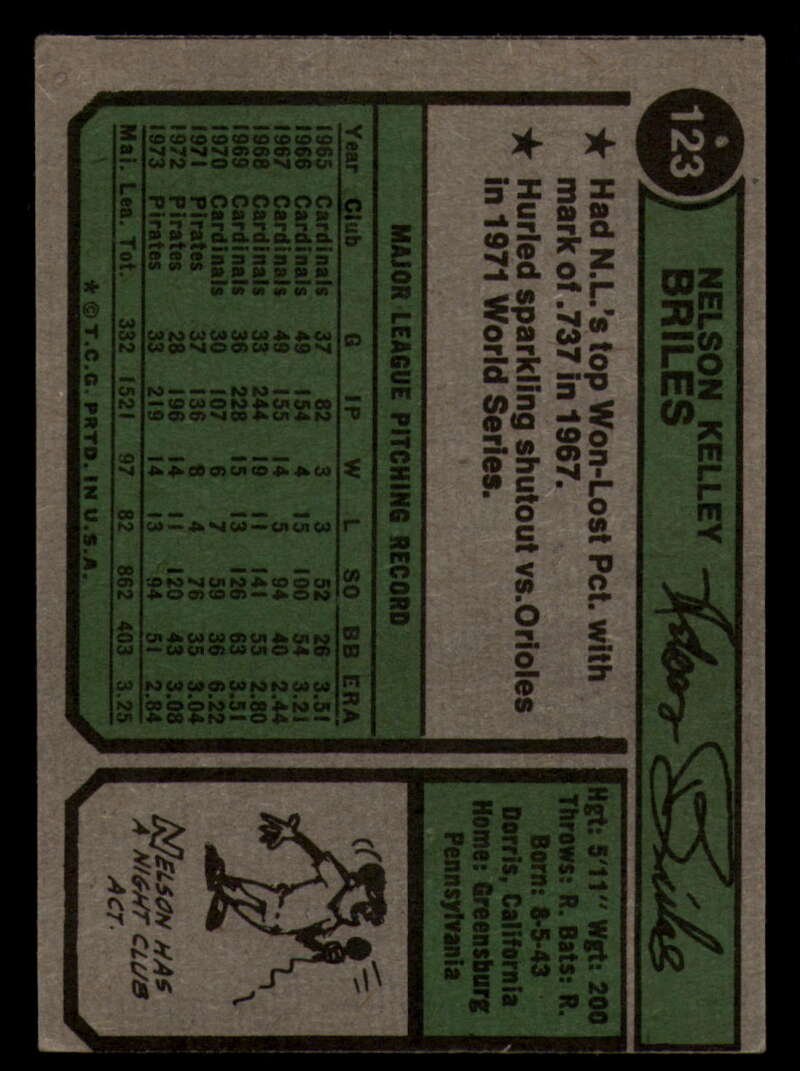 123
NELSON KELLEY
BRILES
Nelson Briles
★ Had N.L.'s top Won-Lost Pct. with
mark of .737 in 1967.
★ Hurled sparkling shutout vs. Orioles
in 1971 World Series.
MAJOR LEAGUE PITCHING RECORD
Year Club G IP W L SO BB ERA
1965 Cardinals 37 82 3 3 52 26 3.51
1966 Cardinals 49 154 4 15 100 54 3.21
1967 Cardinals 49 155 14 5 94 40 2.44
1968 Cardinals 33 244 19 11 141 55 2.80
1969 Cardinals 36 228 15 13 126 63 3.51
1970 Cardinals 30 107 6 7 59 36 6.22
1971 Pirates 37 136 8 4 76 35 3.04
1972 Pirates 28 196 14 11 120 43 3.08
1973 Pirates 33 219 14 13 94 51 2.84
Maj. Lea. Tot. 332 1521 97 82 862 403 3.25
* © T.C.G. PRTD. IN U.S.A.
Hgt: 5'11" Wgt: 200
Throws: R. Bats: R.
Born: 8-5-43
Dorris, California
Home: Greensburg
Pennsylvania
NELSON HAS
A NIGHT CLUB
ACT.